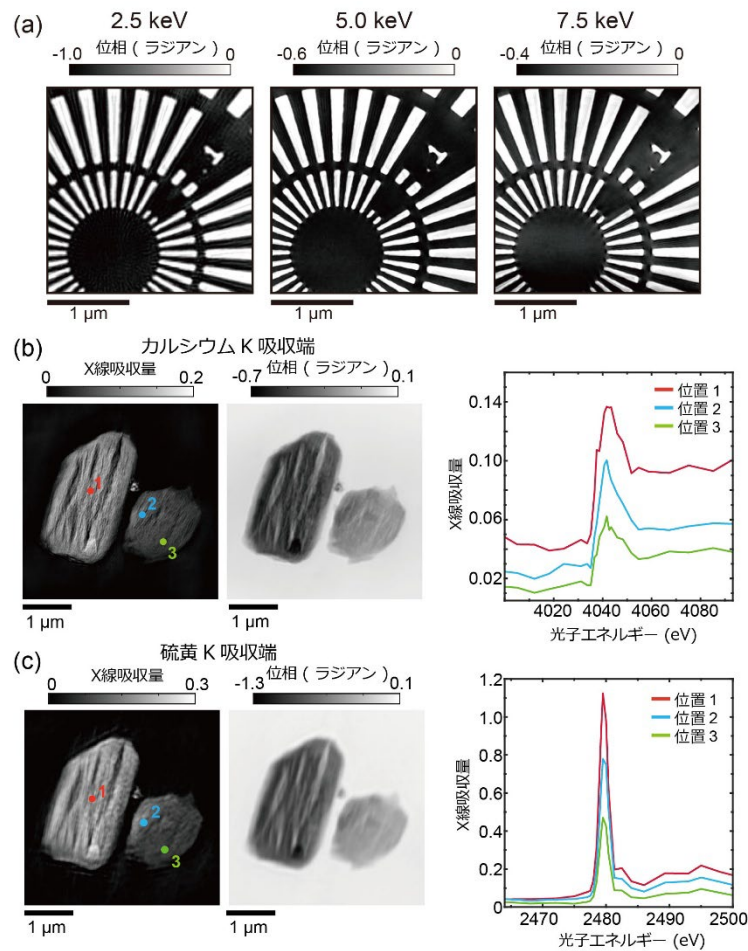 (a)
2.5 keV
5.0 keV
7.5 keV
位相 ( ラジアン )
-1.0
0
位相 ( ラジアン )
-0.6
0
位相 ( ラジアン )
-0.4
0
1
1
1
1 μm
1 μm
1 μm
(b)
カルシウム K 吸収端
X線吸収量
0
0.2
位相 ( ラジアン )
-0.7
0.1
1
2
3
1 μm
1 μm
X線吸収量
0.14
0.10
0.06
0.02
位置 1
位置 2
位置 3
4020 4040 4060 4080
光子エネルギー (eV)
(c)
硫黄 K 吸収端
X線吸収量
0
0.3
位相 ( ラジアン )
-1.3
0.1
1
2
3
1 μm
1 μm
X線吸収量
1.2
1.0
0.8
0.6
0.4
0.2
0
位置 1
位置 2
位置 3
2470 2480 2490 2500
光子エネルギー (eV)